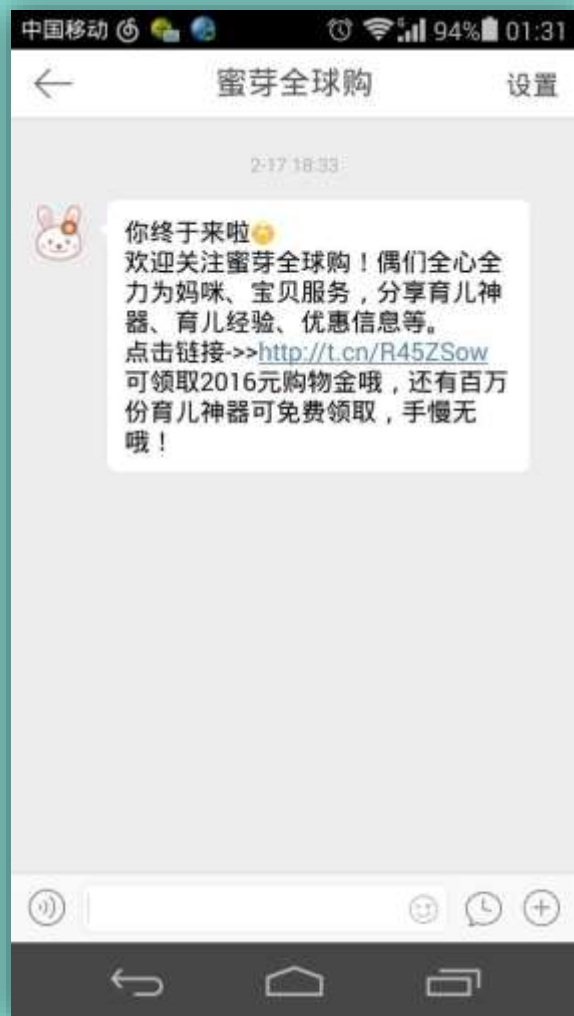 中国移动 94% 01:31
蜜芽全球购 设置
2-17 18:33
你终于来啦
欢迎关注蜜芽全球购！偶们全心全
力为妈咪、宝贝服务，分享育儿神
器、育儿经验、优惠信息等。
点击链接->>http://t.cn/R45ZSow
可领取2016元购物金哦，还有百万
份育儿神器可免费领取，手慢无
哦！